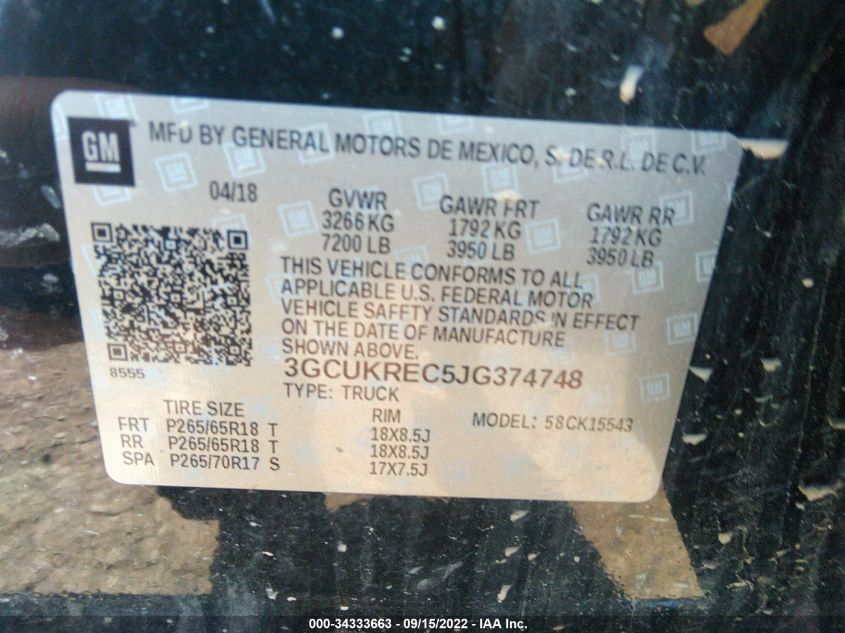 GM
MFD BY GENERAL MOTORS DE MEXICO, S. DE R.L. DE C.V.
04/18
GVWR GAWR FRT GAWR RR
3266 KG 1792 KG 1792 KG
7200 LB 3950 LB 3950 LB
THIS VEHICLE CONFORMS TO ALL
APPLICABLE U.S. FEDERAL MOTOR
VEHICLE SAFETY STANDARDS IN EFFECT
ON THE DATE OF MANUFACTURE
SHOWN ABOVE.
8555
3GCUKREC5JG374748
TYPE: TRUCK
TIRE SIZE RIM MODEL: 58CK15543
FRT P265/65R18 T 18X8.5J
RR P265/65R18 T 18X8.5J
SPA P265/70R17 S 17X7.5J
000-34333663 - 09/15/2022 - IAA Inc.